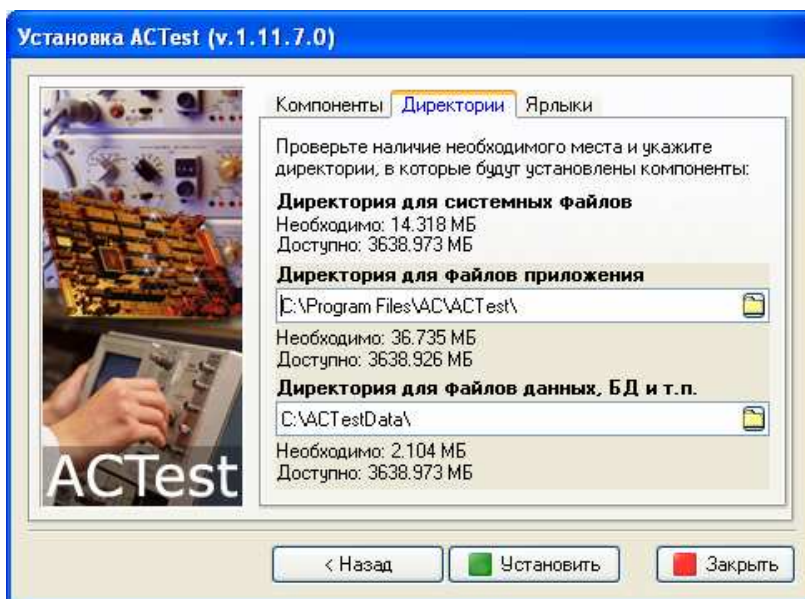 Установка ACTest (v.1.11.7.0)
Компоненты Директории Ярлыки
Проверьте наличие необходимого места и укажите
директории, в которые будут установлены компоненты:
Директория для системных файлов
Необходимо: 14.318 МБ
Доступно: 3638.973 МБ
Директория для файлов приложения
C:\Program Files\AC\ACTest\
Необходимо: 36.735 МБ
Доступно: 3638.926 МБ
Директория для файлов данных, БД и т.п.
C:\ACTestData\
Необходимо: 2.104 МБ
Доступно: 3638.973 МБ
ACTest
< Назад Установить Закрыть